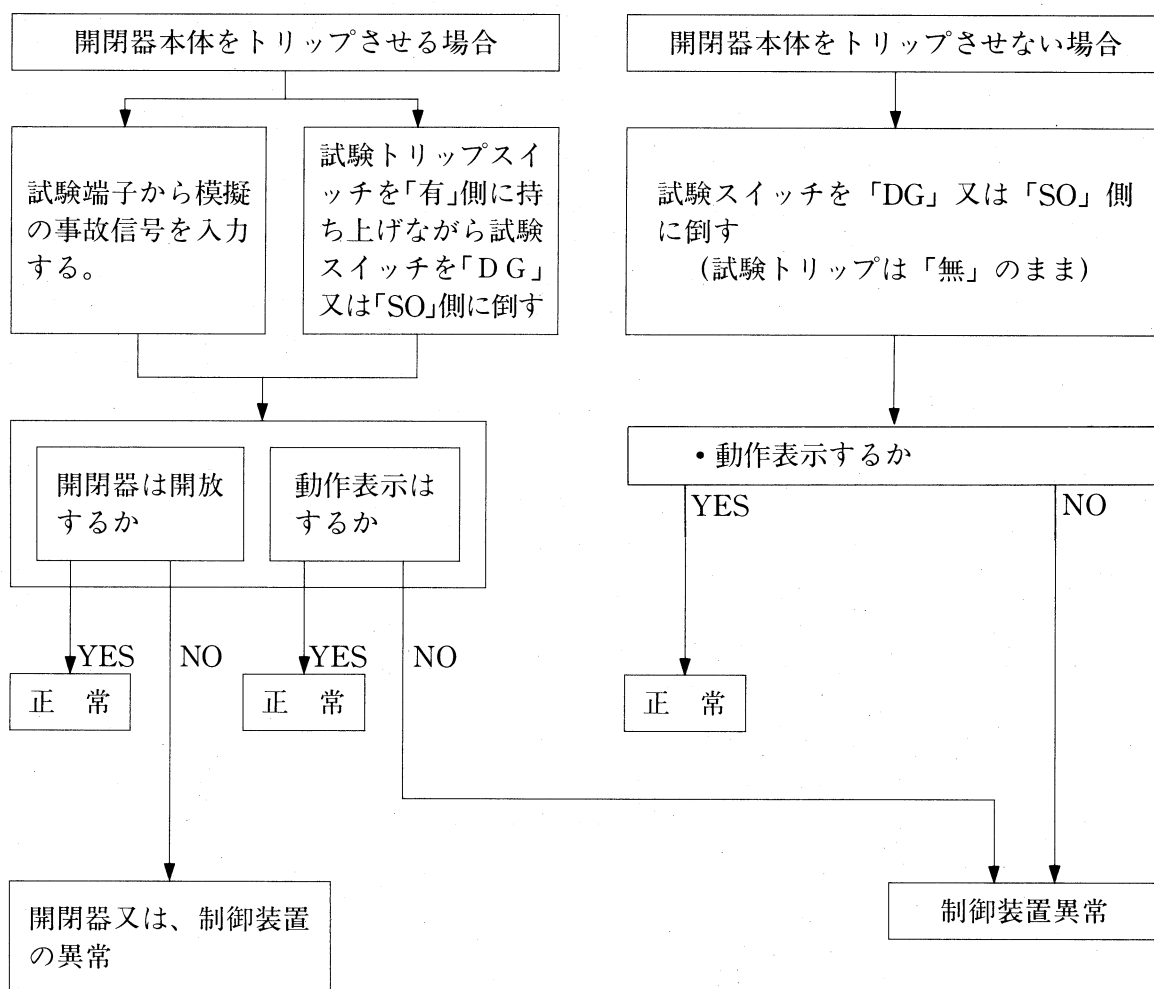 開閉器本体をトリップさせる場合
開閉器本体をトリップさせない場合
試験端子から模擬
の事故信号を入力
する。
試験トリップスイ
ッチを「有」側に持
ち上げながら試験
スイッチを「DG」
又は「SO」側に倒す
試験スイッチを「DG」又は「SO」側
に倒す
(試験トリップは「無」のまま)
開閉器は開放
するか
動作表示は
するか
・動作表示するか
YES
NO
YES
NO
YES
NO
正 常
正 常
正 常
開閉器又は、制御装置
の異常
制御装置異常